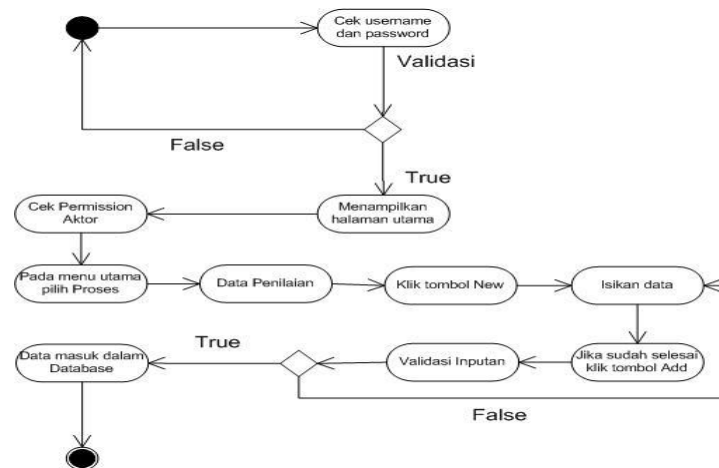 Cek username
dan password
Validasi
False
True
Cek Permission
Aktor
Menampilkan
halaman utama
Pada menu utama
pilih Proses
Data Penilaian
Klik tombol New
Isikan data
True
Data masuk dalam
Database
Validasi Inputan
Jika sudah selesai
klik tombol Add
False